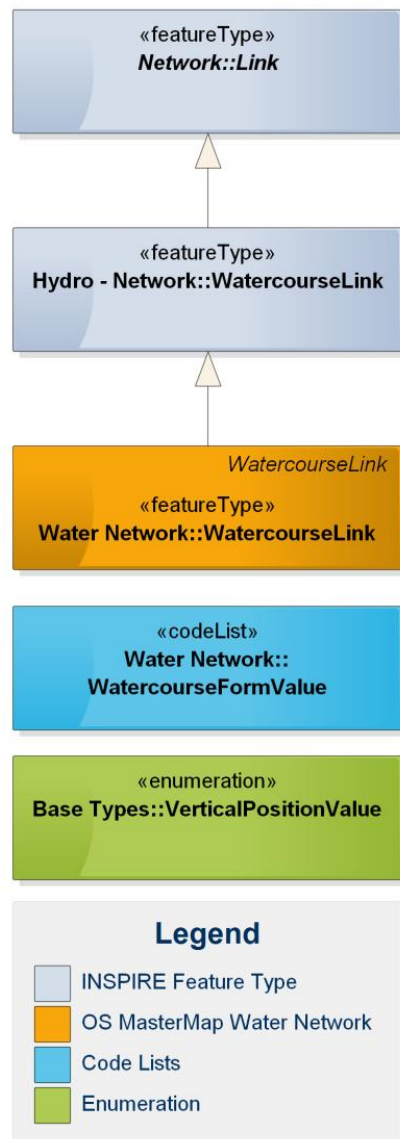 «featureType»
Network::Link
«featureType»
Hydro - Network::WatercourseLink
WatercourseLink
«featureType»
Water Network::WatercourseLink
«codeList»
Water Network::
WatercourseFormValue
«enumeration»
Base Types::VerticalPositionValue
Legend
INSPIRE Feature Type
OS MasterMap Water Network
Code Lists
Enumeration